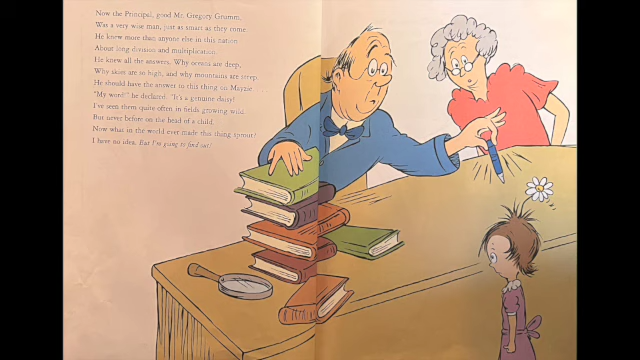 Now the Principal, good Mr. Gregory Grumm,
Was a very wise man, just as smart as they come.
He knew more than anyone else in this nation
About long division and multiplication.
He knew all the answers. Why oceans are deep,
Why skies are so high, and why mountains are steep.
He should have the answer to this thing on Mayzie. . . .
"My word!" he declared. "It's a genuine daisy!
I've seen them quite often in fields growing wild
But never before on the head of a child.
Now what in the world ever made this thing sprout?
I have no idea. But I'm going to find out."